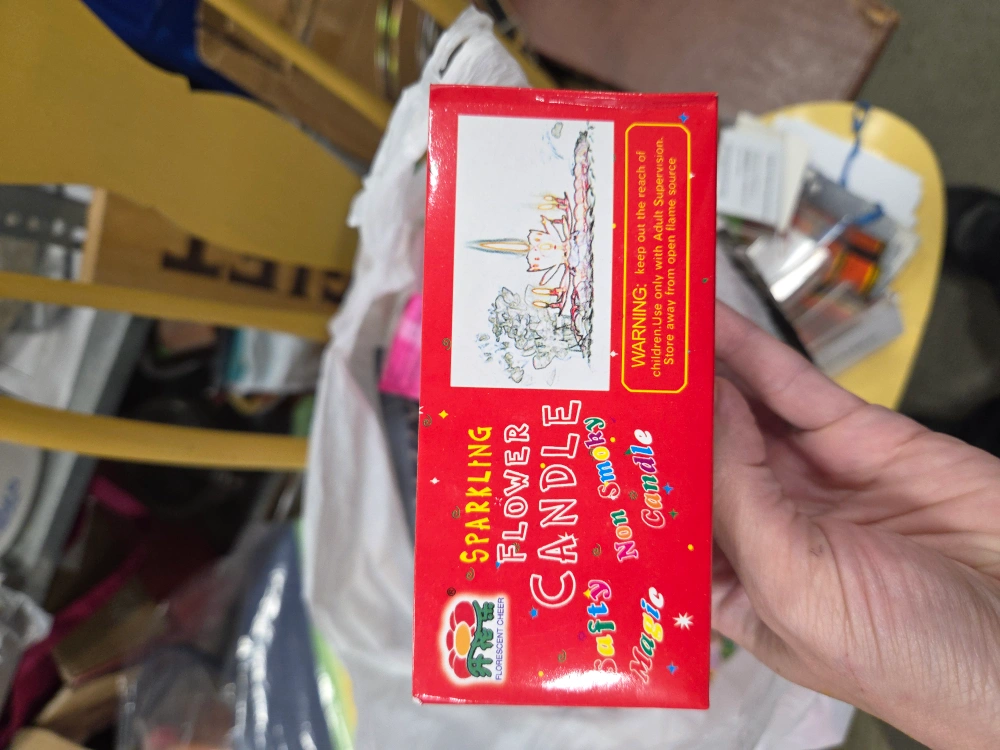 ®
FLORESCENT CHEER
SPARKLING
FLOWER
CANDLE
Safty Non Smoky
Magic Candle
WARNING: keep out the reach of
children.Use only with Adult Supervision.
Store away from open flame source